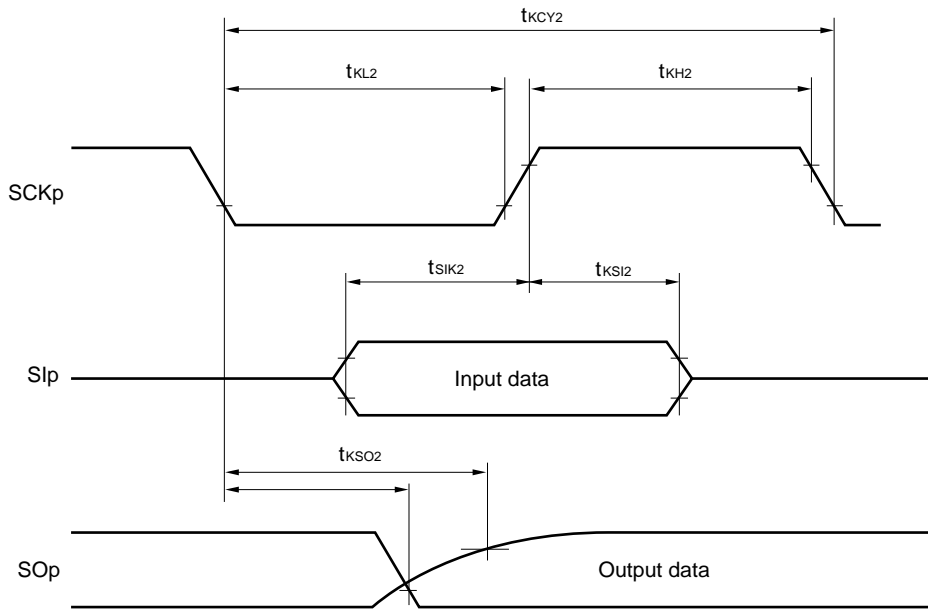 tKCY2
tKL2
tKH2
SCKp
tSIK2
tKSI2
SIp
Input data
tKSO2
SOp
Output data